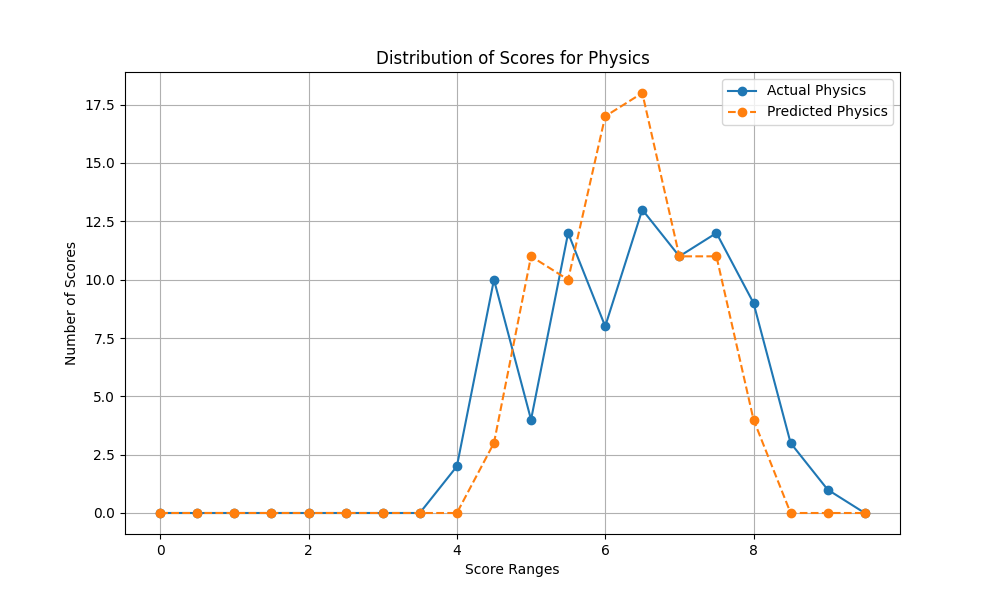 Distribution of Scores for Physics
Actual Physics
Predicted Physics
17.5
15.0
12.5
10.0
7.5
5.0
2.5
0.0
Number of Scores
0 2 4 6 8
Score Ranges